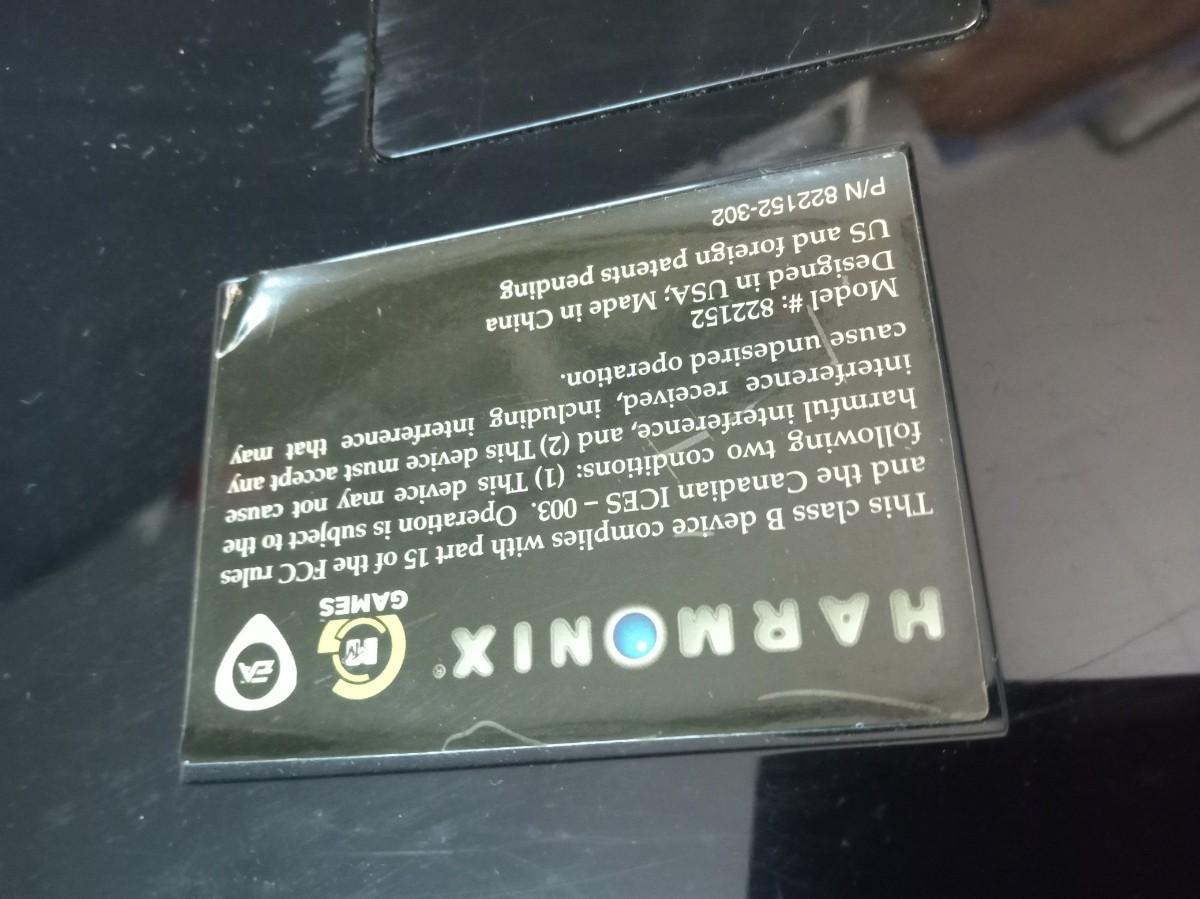 HARMONIX®
MTV
GAMES
EA
This class B device complies with part 15 of the FCC rules
and the Canadian ICES – 003. Operation is subject to the
following two conditions: (1) This device may not cause
harmful interference, and (2) This device must accept any
interference received, including interference that may
cause undesired operation.
Model #: 822152
Designed in USA; Made in China
US and foreign patents pending
P/N 822152-302